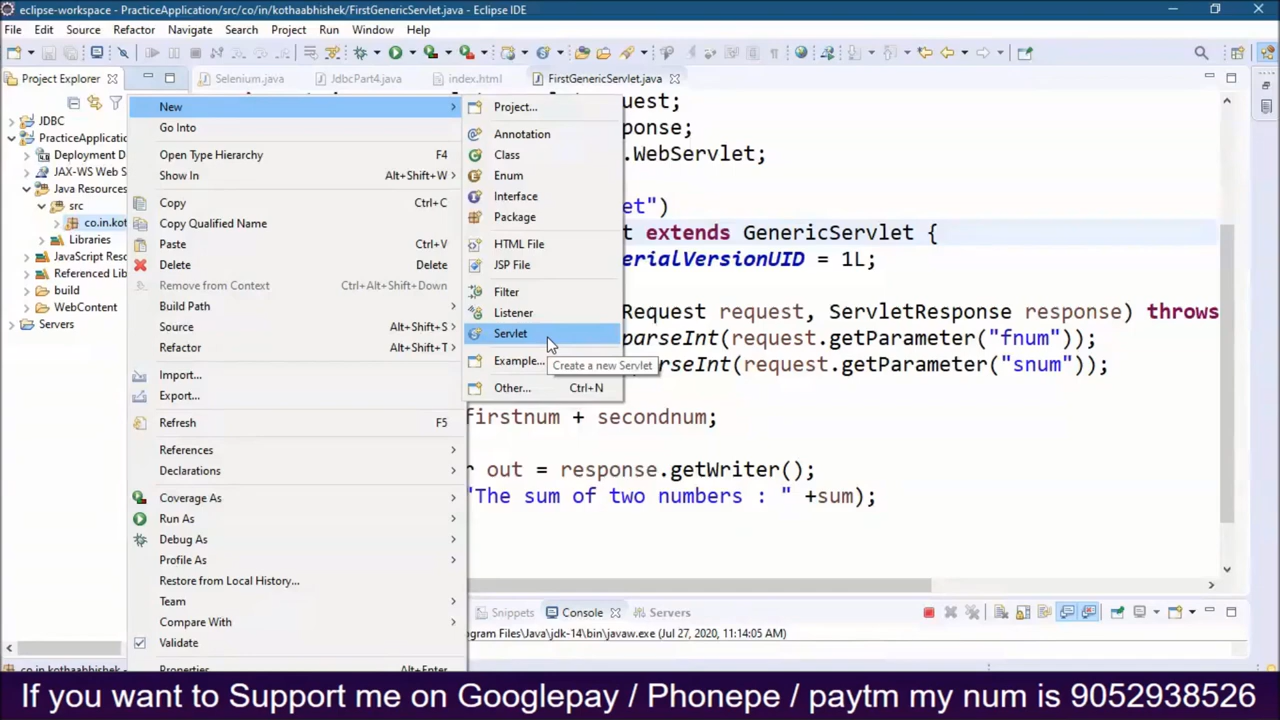 eclipse-workspace - PracticeApplication/src/co/in/kothaabhishek/FirstGenericServlet.java - Eclipse IDE
File Edit Source Refactor Navigate Search Project Run Window Help
Project Explorer
Selenium.java JdbcPart4.java index.html FirstGenericServlet.java
JDBC
PracticeApplicatic
Deployment D
JAX-WS Web S
Java Resources
src
co.in.kot
Libraries
JavaScript Reso
Referenced Lib
build
WebContent
Servers
co.in.kothaabhishek
New
Go Into
Open Type Hierarchy F4
Show In Alt+Shift+W
Copy Ctrl+C
Copy Qualified Name
Paste Ctrl+V
Delete Delete
Remove from Context Ctrl+Alt+Shift+Down
Build Path
Source Alt+Shift+S
Refactor Alt+Shift+T
Import...
Export...
Refresh F5
References
Declarations
Coverage As
Run As
Debug As
Profile As
Restore from Local History...
Team
Compare With
Validate
Properties Alt+Enter
Project...
Annotation
Class
Enum
Interface
Package
HTML File
JSP File
Filter
Listener
Servlet
Example...
Other... Ctrl+N
Create a new Servlet
uest;
ponse;
.WebServlet;
et")
t extends GenericServlet {
erialVersionUID = 1L;
Request request, ServletResponse response) throws
arseInt(request.getParameter("fnum"));
rseInt(request.getParameter("snum"));
firstnum + secondnum;
r out = response.getWriter();
"The sum of two numbers : " +sum);
Snippets Console Servers
gram Files\Java\jdk-14\bin\javaw.exe (Jul 27, 2020, 11:14:05 AM)
If you want to Support me on Googlepay / Phonepe / paytm my num is 9052938526